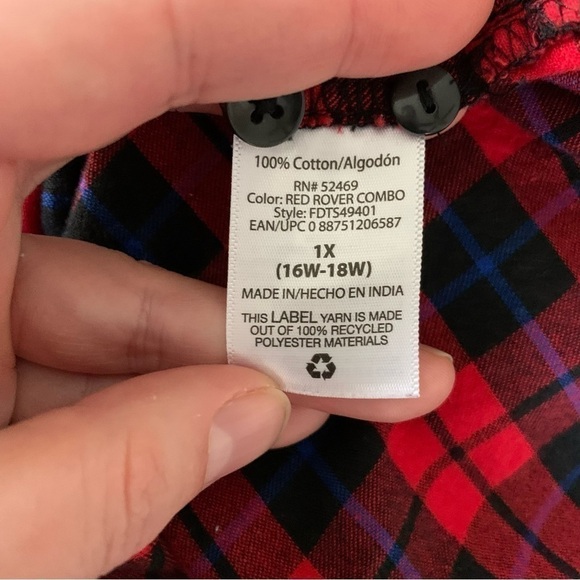 100% Cotton/Algodón
RN# 52469
Color: RED ROVER COMBO
Style: FDTS49401
EAN/UPC 0 88751206587
1X
(16W-18W)
MADE IN/HECHO EN INDIA
THIS LABEL YARN IS MADE
OUT OF 100% RECYCLED
POLYESTER MATERIALS